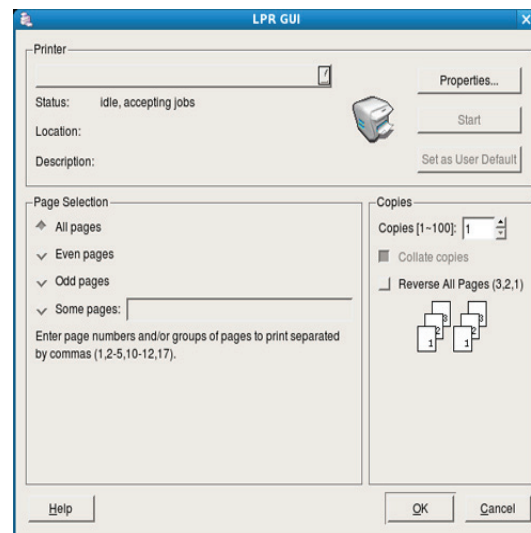 LPR GUI
Printer
Properties...
Status: idle, accepting jobs
Start
Location:
Description:
Set as User Default
Page Selection
All pages
Even pages
Odd pages
Some pages:
Enter page numbers and/or groups of pages to print separated
by commas (1,2-5,10-12,17).
Copies
Copies [1~100]: 1
Collate copies
Reverse All Pages (3,2,1)
3 3
2 2
1 1
Help
OK
Cancel